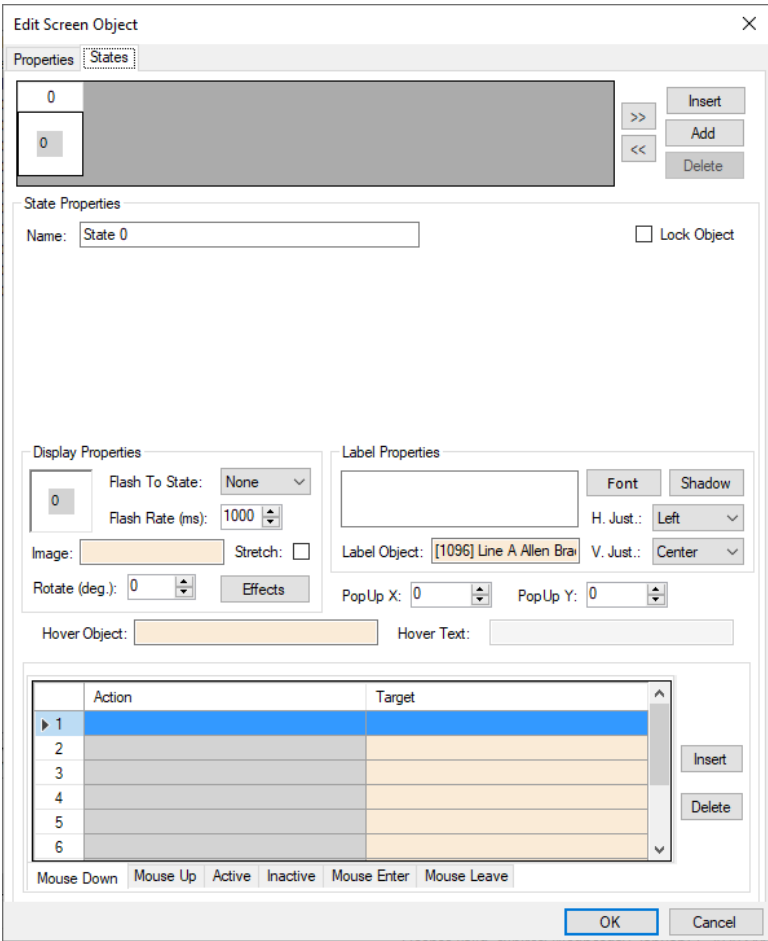 Edit Screen Object
Properties States
0
0
>>
<<
Insert
Add
Delete
State Properties
Name: State 0
Lock Object
Display Properties
0
Flash To State: None
Flash Rate (ms): 1000
Image: Stretch:
Rotate (deg.): 0 Effects
Label Properties
Font Shadow
H. Just.: Left
Label Object: [1096] Line A Allen Bra
V. Just.: Center
PopUp X: 0 PopUp Y: 0
Hover Object: Hover Text:
Action Target
1
2
3
4
5
6
Insert
Delete
Mouse Down Mouse Up Active Inactive Mouse Enter Mouse Leave
OK Cancel